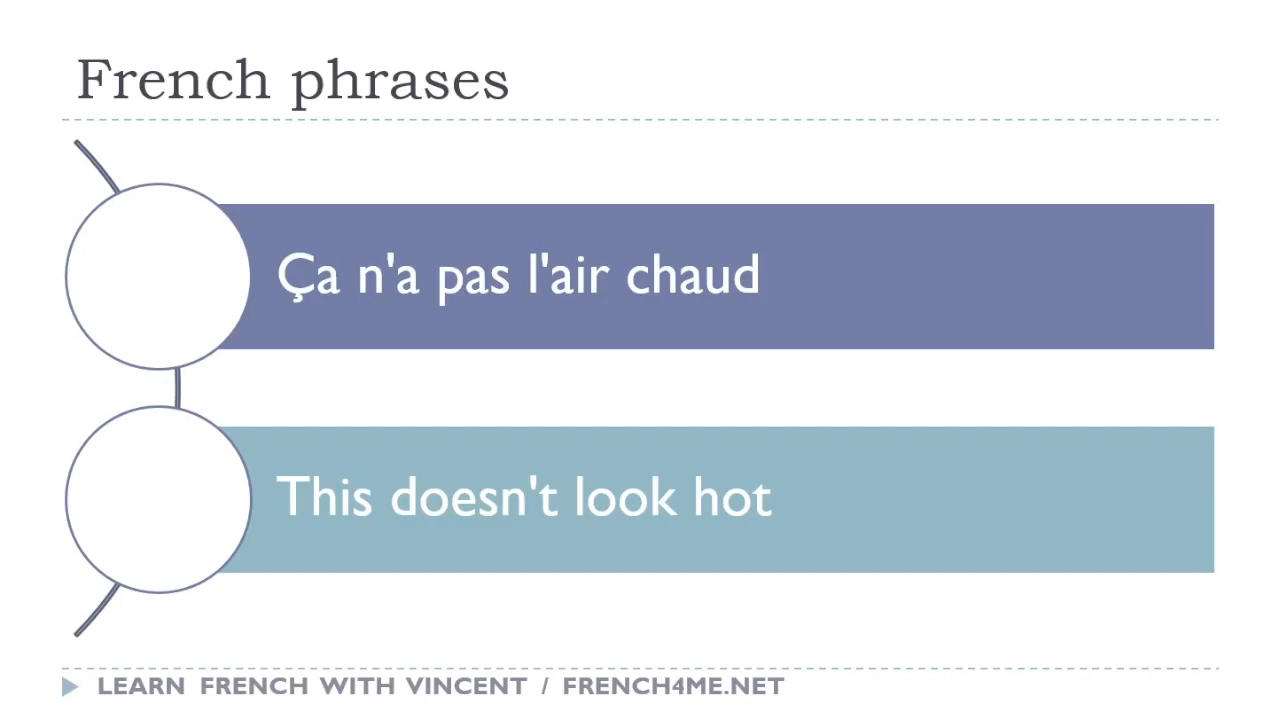 French phrases
Ça n'a pas l'air chaud
This doesn't look hot
LEARN FRENCH WITH VINCENT / FRENCH4ME.NET